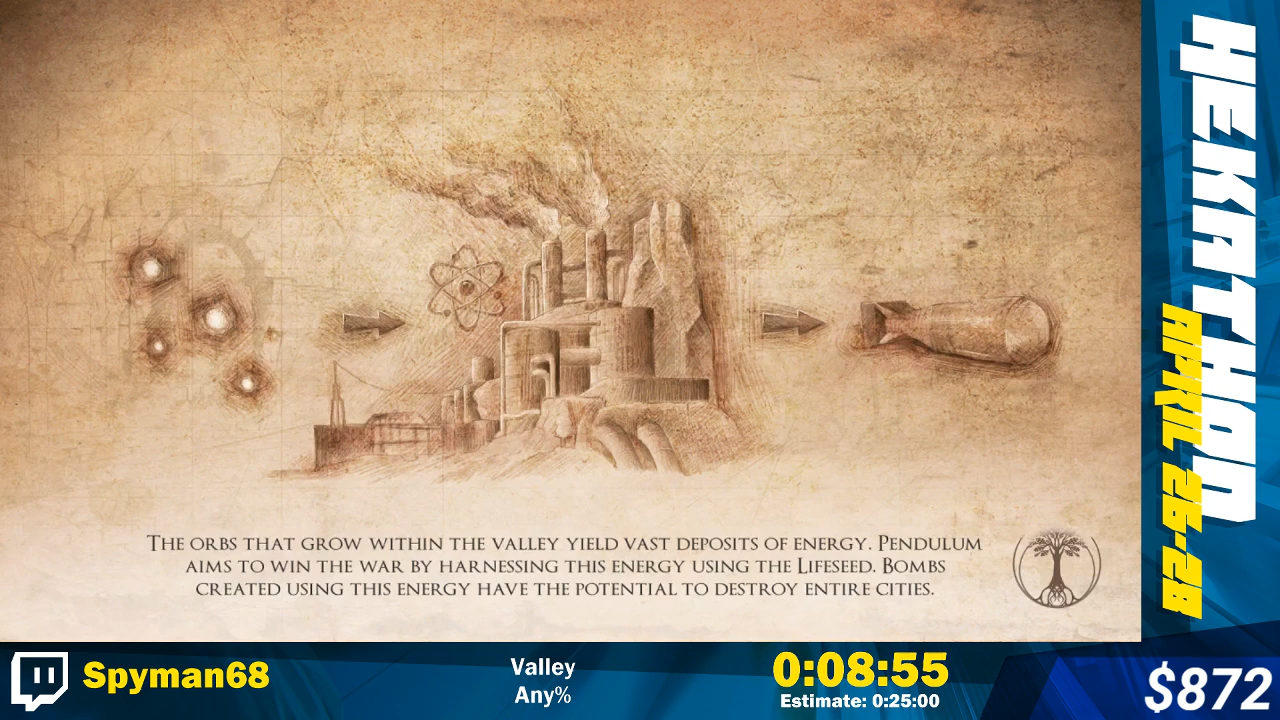 The orbs that grow within the valley yield vast deposits of energy. Pendulum
aims to win the war by harnessing this energy using the Lifeseed. Bombs
created using this energy have the potential to destroy entire cities.
HEKATHON
APRIL 26-28
Spyman68
Valley
Any%
0:08:55
Estimate: 0:25:00
$872